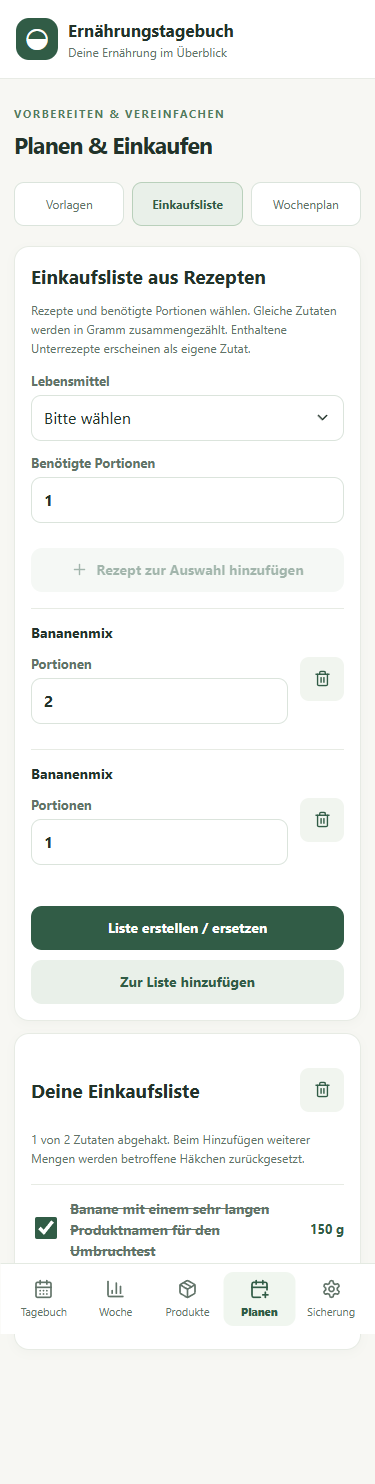 Ernährungstagebuch
Deine Ernährung im Überblick
VORBEREITEN & VEREINFACHEN
Planen & Einkaufen
Vorlagen
Einkaufsliste
Wochenplan
Einkaufsliste aus Rezepten
Rezepte und benötigte Portionen wählen. Gleiche Zutaten
werden in Gramm zusammengezählt. Enthaltene
Unterrezepte erscheinen als eigene Zutat.
Lebensmittel
Bitte wählen
Benötigte Portionen
1
Rezept zur Auswahl hinzufügen
Bananenmix
Portionen
2
Bananenmix
Portionen
1
Liste erstellen / ersetzen
Zur Liste hinzufügen
Deine Einkaufsliste
1 von 2 Zutaten abgehakt. Beim Hinzufügen weiterer
Mengen werden betroffene Häkchen zurückgesetzt.
Banane mit einem sehr langen
Produktnamen für den
Umbruchtest
150 g
Tagebuch
Woche
Produkte
Planen
Sicherung